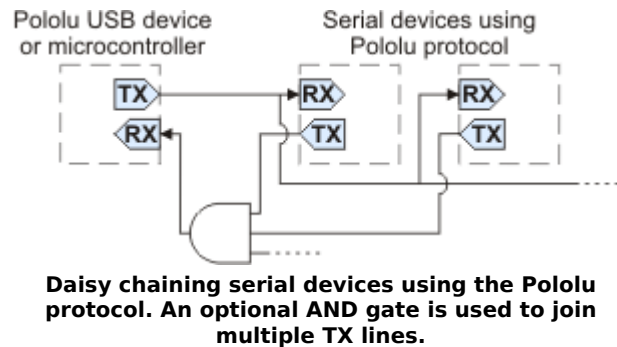 Pololu USB device
or microcontroller
Serial devices using
Pololu protocol
TX
RX
RX
TX
RX
TX
Daisy chaining serial devices using the Pololu
protocol. An optional AND gate is used to join
multiple TX lines.